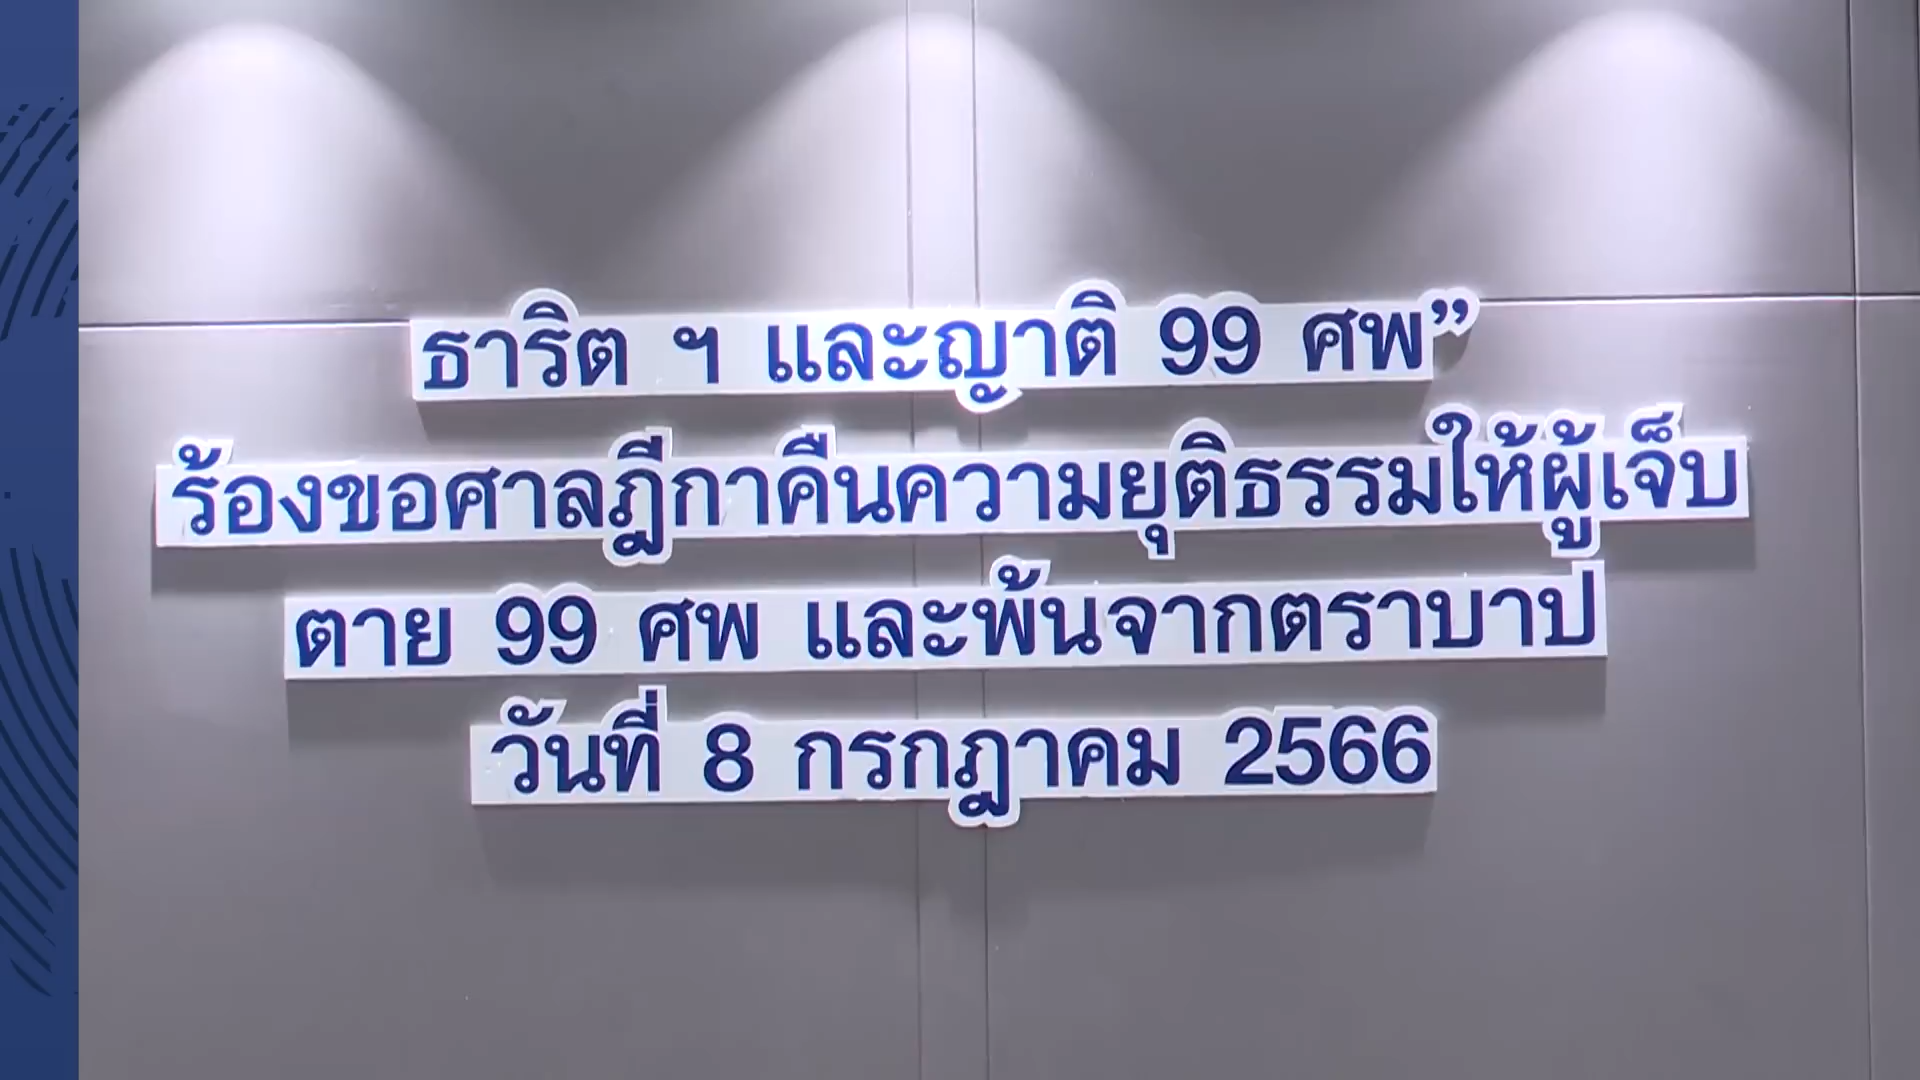 ธาริต ฯ และญาติ 99 ศพ”
ร้องขอศาลฎีกาคืนความยุติธรรมให้ผู้เจ็บ
ตาย 99 ศพ และพ้นจากตราบาป
วันที่ 8 กรกฎาคม 2566